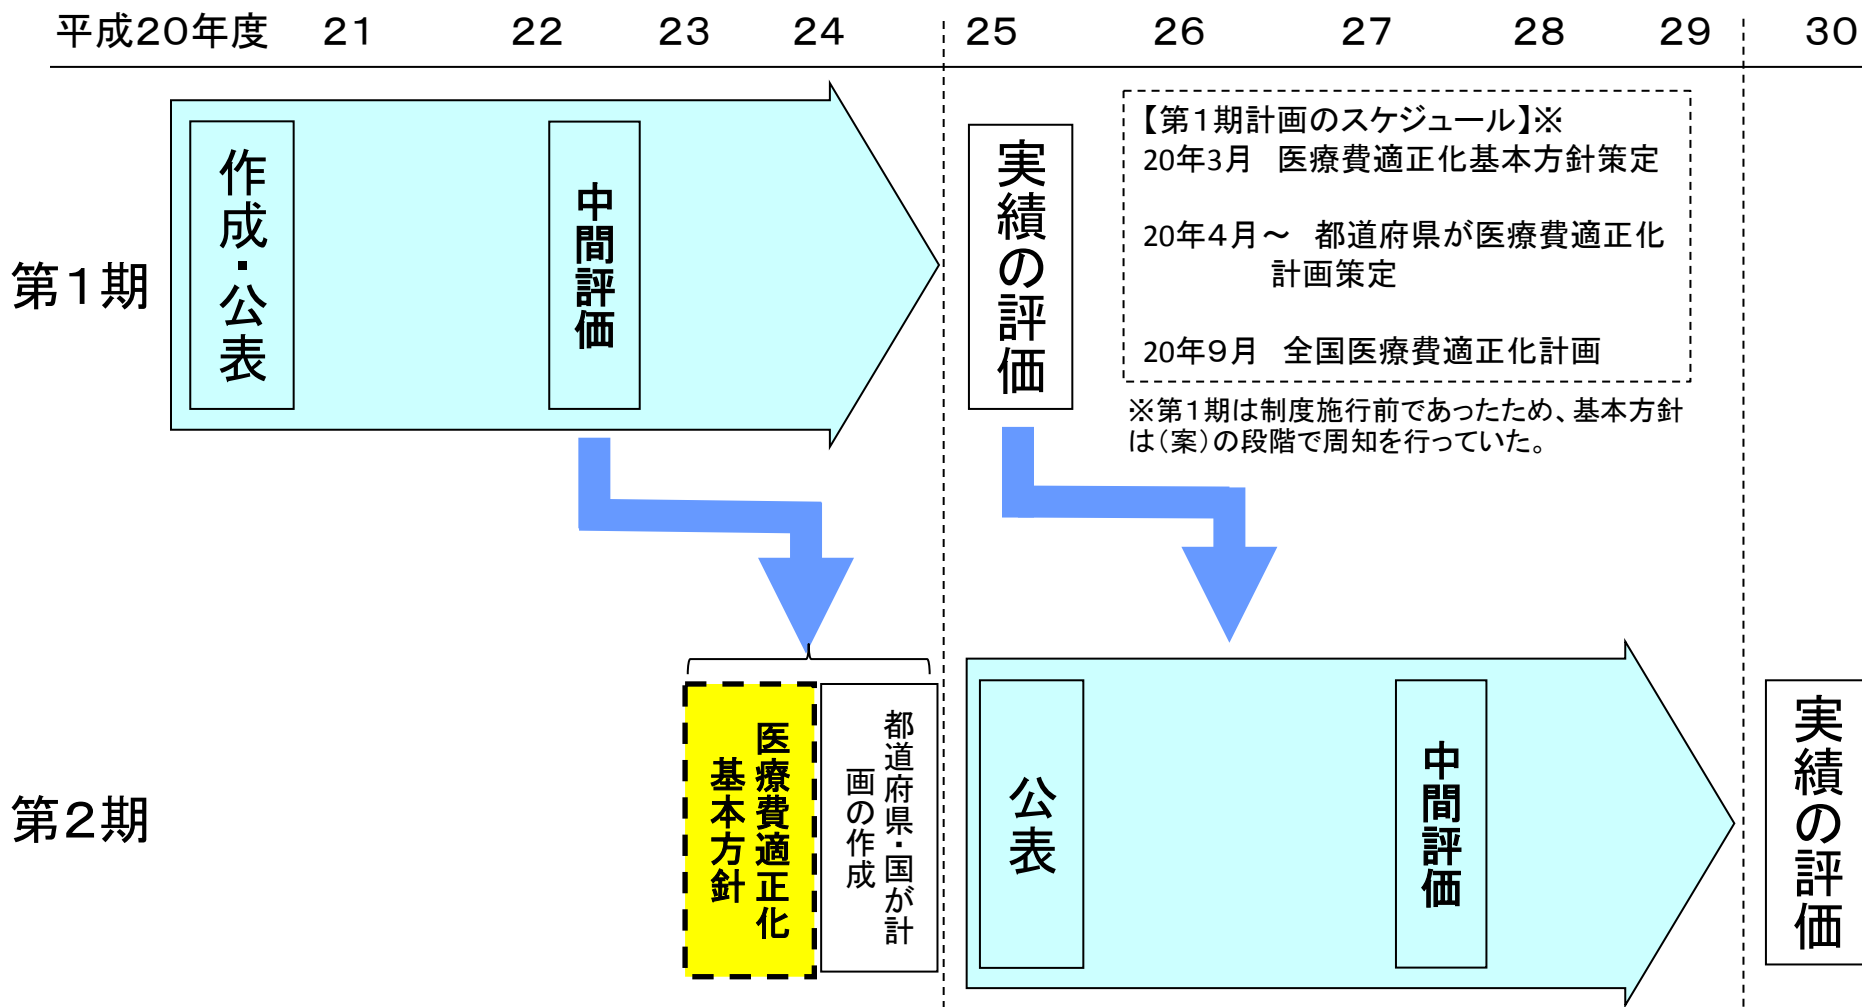 平成20年度 21 22 23 24 25 26 27 28 29 30
第1期
作成・公表
中間評価
実績の評価
【第1期計画のスケジュール】※
20年3月 医療費適正化基本方針策定
20年4月～ 都道府県が医療費適正化
計画策定
20年9月 全国医療費適正化計画
※第1期は制度施行前であったため、基本方針
は(案)の段階で周知を行っていた。
第2期
医療費適正化
基本方針
都道府県・国が計
画の作成
公表
中間評価
実績の評価